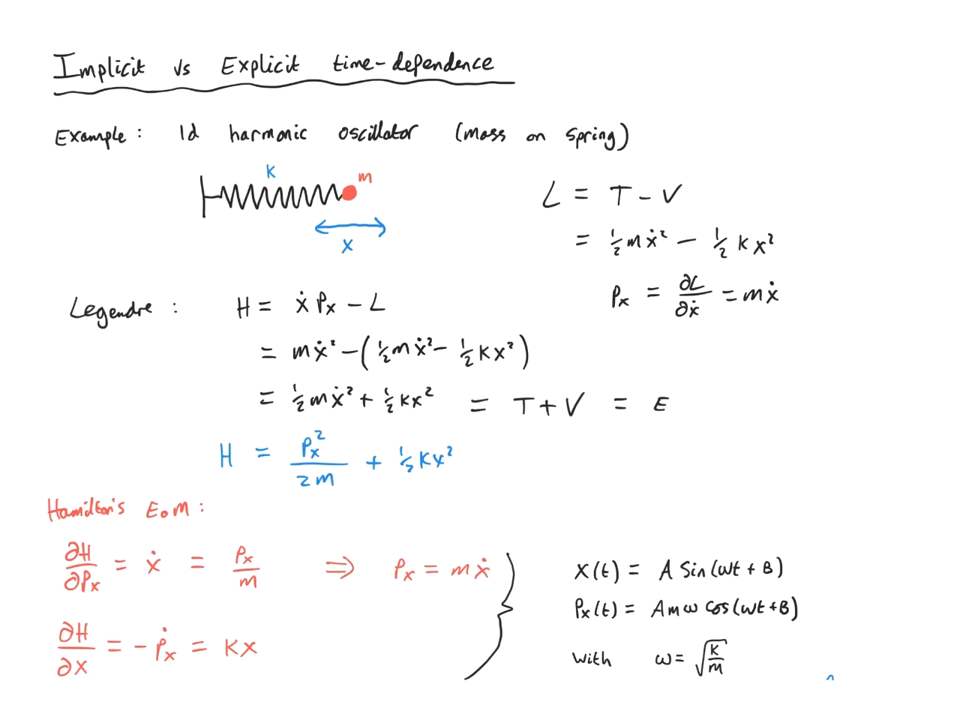 Implicit vs Explicit time-dependence
Example: 1d harmonic oscillator (mass on spring)
k
m
x
L = T - V
= ½mẋ² - ½kx²
Pₓ = ∂L/∂ẋ = mẋ
Legendre: H = ẋPₓ - L
= mẋ² - (½mẋ² - ½kx²)
= ½mẋ² + ½kx² = T + V = E
H = Pₓ²/2m + ½kx²
Hamilton's EoM:
∂H/∂Pₓ = ẋ = Pₓ/m ⇒ Pₓ = mẋ
∂H/∂x = -Ṗₓ = kx
x(t) = A Sin(ωt + B)
Pₓ(t) = Amω Cos(ωt + B)
with ω = √(k/m)